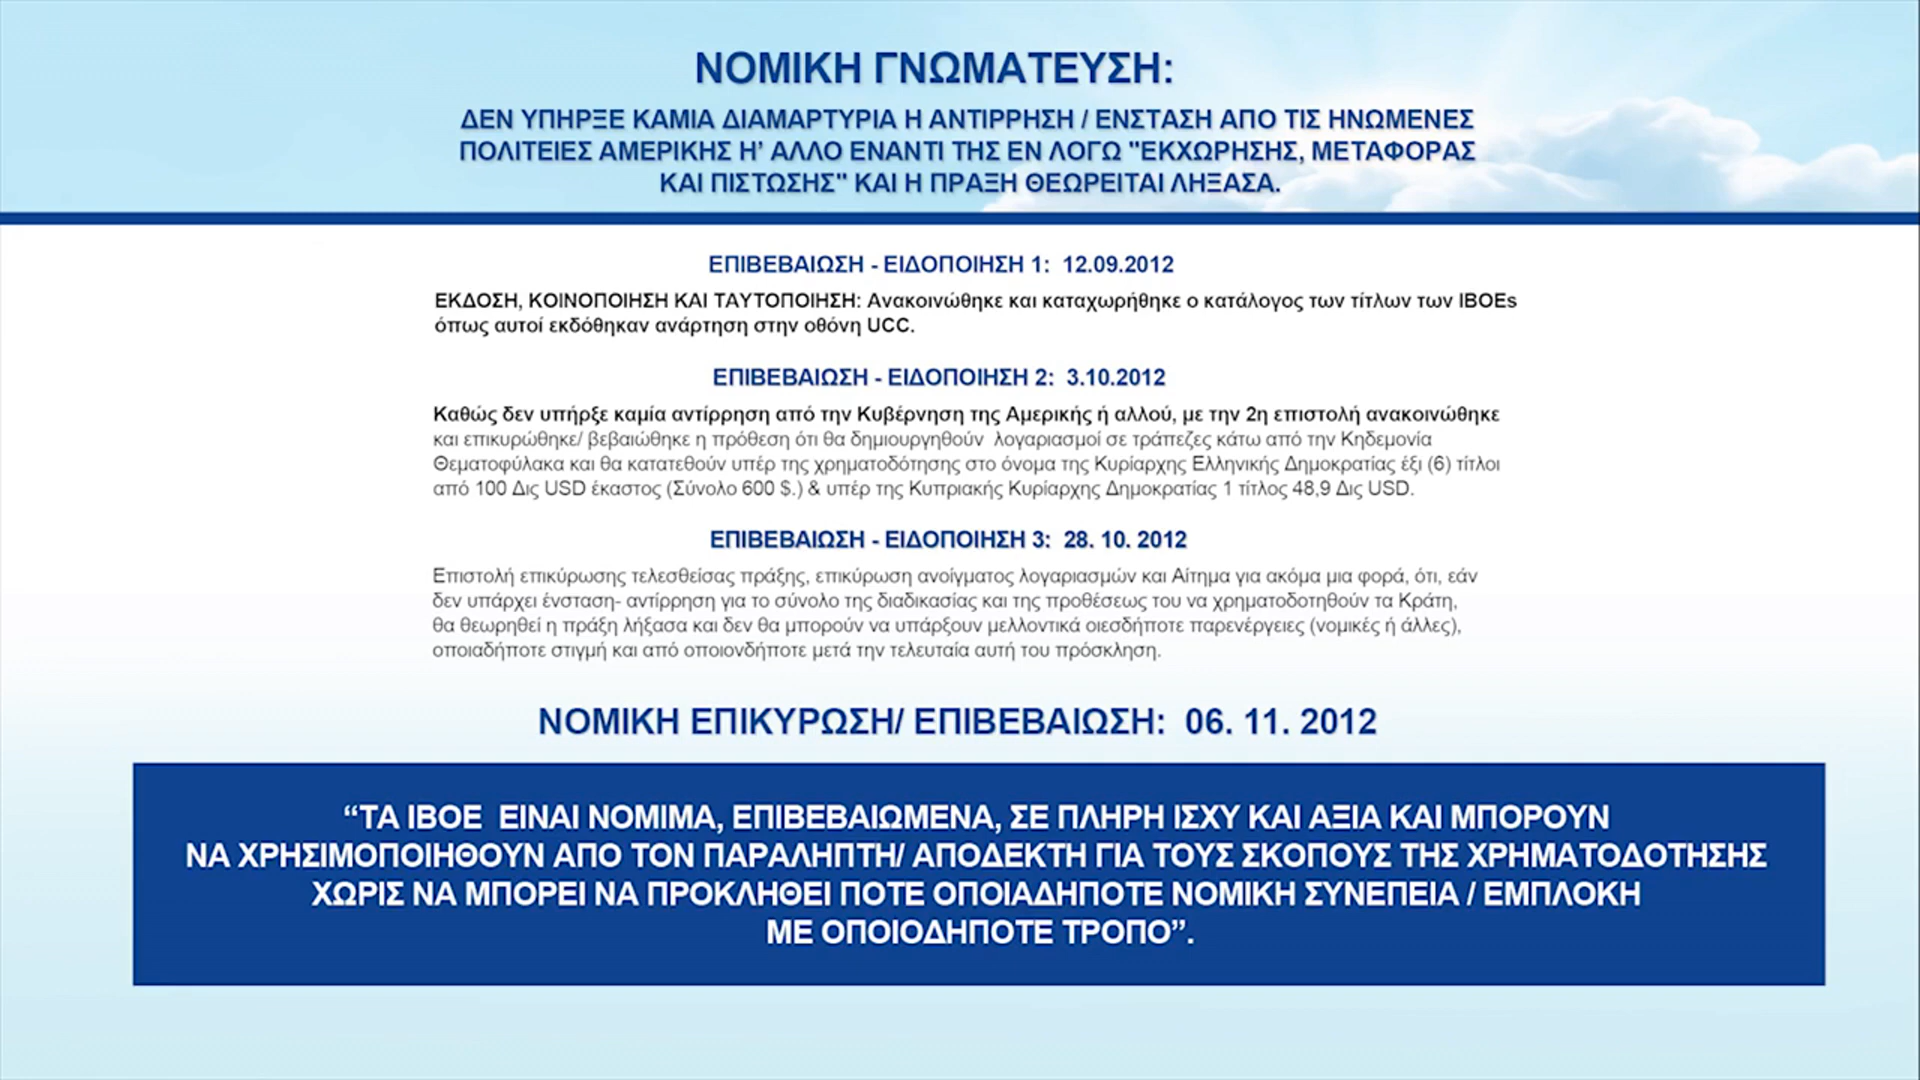 ΝΟΜΙΚΗ ΓΝΩΜΑΤΕΥΣΗ:
ΔΕΝ ΥΠΗΡΞΕ ΚΑΜΙΑ ΔΙΑΜΑΡΤΥΡΙΑ Η ΑΝΤΙΡΡΗΣΗ / ΕΝΣΤΑΣΗ ΑΠΟ ΤΙΣ ΗΝΩΜΕΝΕΣ
ΠΟΛΙΤΕΙΕΣ ΑΜΕΡΙΚΗΣ Η’ ΑΛΛΟ ΕΝΑΝΤΙ ΤΗΣ ΕΝ ΛΟΓΩ "ΕΚΧΩΡΗΣΗΣ, ΜΕΤΑΦΟΡΑΣ
ΚΑΙ ΠΙΣΤΩΣΗΣ" ΚΑΙ Η ΠΡΑΞΗ ΘΕΩΡΕΙΤΑΙ ΛΗΞΑΣΑ.
ΕΠΙΒΕΒΑΙΩΣΗ - ΕΙΔΟΠΟΙΗΣΗ 1: 12.09.2012
ΕΚΔΟΣΗ, ΚΟΙΝΟΠΟΙΗΣΗ ΚΑΙ ΤΑΥΤΟΠΟΙΗΣΗ: Ανακοινώθηκε και καταχωρήθηκε ο κατάλογος των τίτλων των IBOEs
όπως αυτοί εκδόθηκαν ανάρτηση στην οθόνη UCC.
ΕΠΙΒΕΒΑΙΩΣΗ - ΕΙΔΟΠΟΙΗΣΗ 2: 3.10.2012
Καθώς δεν υπήρξε καμία αντίρρηση από την Κυβέρνηση της Αμερικής ή αλλού, με την 2η επιστολή ανακοινώθηκε
και επικυρώθηκε/ βεβαιώθηκε η πρόθεση ότι θα δημιουργηθούν λογαριασμοί σε τράπεζες κάτω από την Κηδεμονία
Θεματοφύλακα και θα κατατεθούν υπέρ της χρηματοδότησης στο όνομα της Κυρίαρχης Ελληνικής Δημοκρατίας έξι (6) τίτλοι
από 100 Δις USD έκαστος (Σύνολο 600 $.) & υπέρ της Κυπριακής Κυρίαρχης Δημοκρατίας 1 τίτλος 48,9 Δις USD.
ΕΠΙΒΕΒΑΙΩΣΗ - ΕΙΔΟΠΟΙΗΣΗ 3: 28. 10. 2012
Επιστολή επικύρωσης τελεσθείσας πράξης, επικύρωση ανοίγματος λογαριασμών και Αίτημα για ακόμα μια φορά, ότι, εάν
δεν υπάρχει ένσταση- αντίρρηση για το σύνολο της διαδικασίας και της προθέσεως του να χρηματοδοτηθούν τα Κράτη,
θα θεωρηθεί η πράξη λήξασα και δεν θα μπορούν να υπάρξουν μελλοντικά οιεσδήποτε παρενέργειες (νομικές ή άλλες),
οποιαδήποτε στιγμή και από οποιονδήποτε μετά την τελευταία αυτή του πρόσκληση.
ΝΟΜΙΚΗ ΕΠΙΚΥΡΩΣΗ/ ΕΠΙΒΕΒΑΙΩΣΗ: 06. 11. 2012
“ΤΑ IBOE ΕΙΝΑΙ ΝΟΜΙΜΑ, ΕΠΙΒΕΒΑΙΩΜΕΝΑ, ΣΕ ΠΛΗΡΗ ΙΣΧΥ ΚΑΙ ΑΞΙΑ ΚΑΙ ΜΠΟΡΟΥΝ
ΝΑ ΧΡΗΣΙΜΟΠΟΙΗΘΟΥΝ ΑΠΟ ΤΟΝ ΠΑΡΑΛΗΠΤΗ/ ΑΠΟΔΕΚΤΗ ΓΙΑ ΤΟΥΣ ΣΚΟΠΟΥΣ ΤΗΣ ΧΡΗΜΑΤΟΔΟΤΗΣΗΣ
ΧΩΡΙΣ ΝΑ ΜΠΟΡΕΙ ΝΑ ΠΡΟΚΛΗΘΕΙ ΠΟΤΕ ΟΠΟΙΑΔΗΠΟΤΕ ΝΟΜΙΚΗ ΣΥΝΕΠΕΙΑ / ΕΜΠΛΟΚΗ
ΜΕ ΟΠΟΙΟΔΗΠΟΤΕ ΤΡΟΠΟ”.